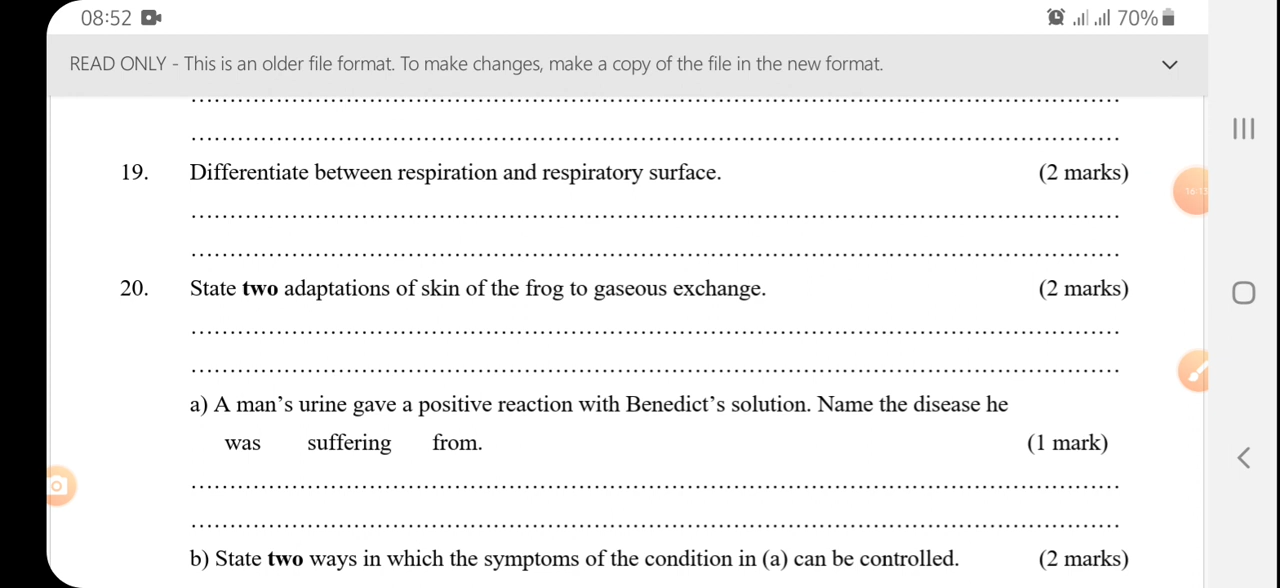 08:52 70%
READ ONLY - This is an older file format. To make changes, make a copy of the file in the new format.
................................................................................
................................................................................
19. Differentiate between respiration and respiratory surface. (2 marks)
................................................................................
................................................................................
20. State two adaptations of skin of the frog to gaseous exchange. (2 marks)
................................................................................
................................................................................
a) A man’s urine gave a positive reaction with Benedict’s solution. Name the disease he
was suffering from. (1 mark)
................................................................................
................................................................................
b) State two ways in which the symptoms of the condition in (a) can be controlled. (2 marks)